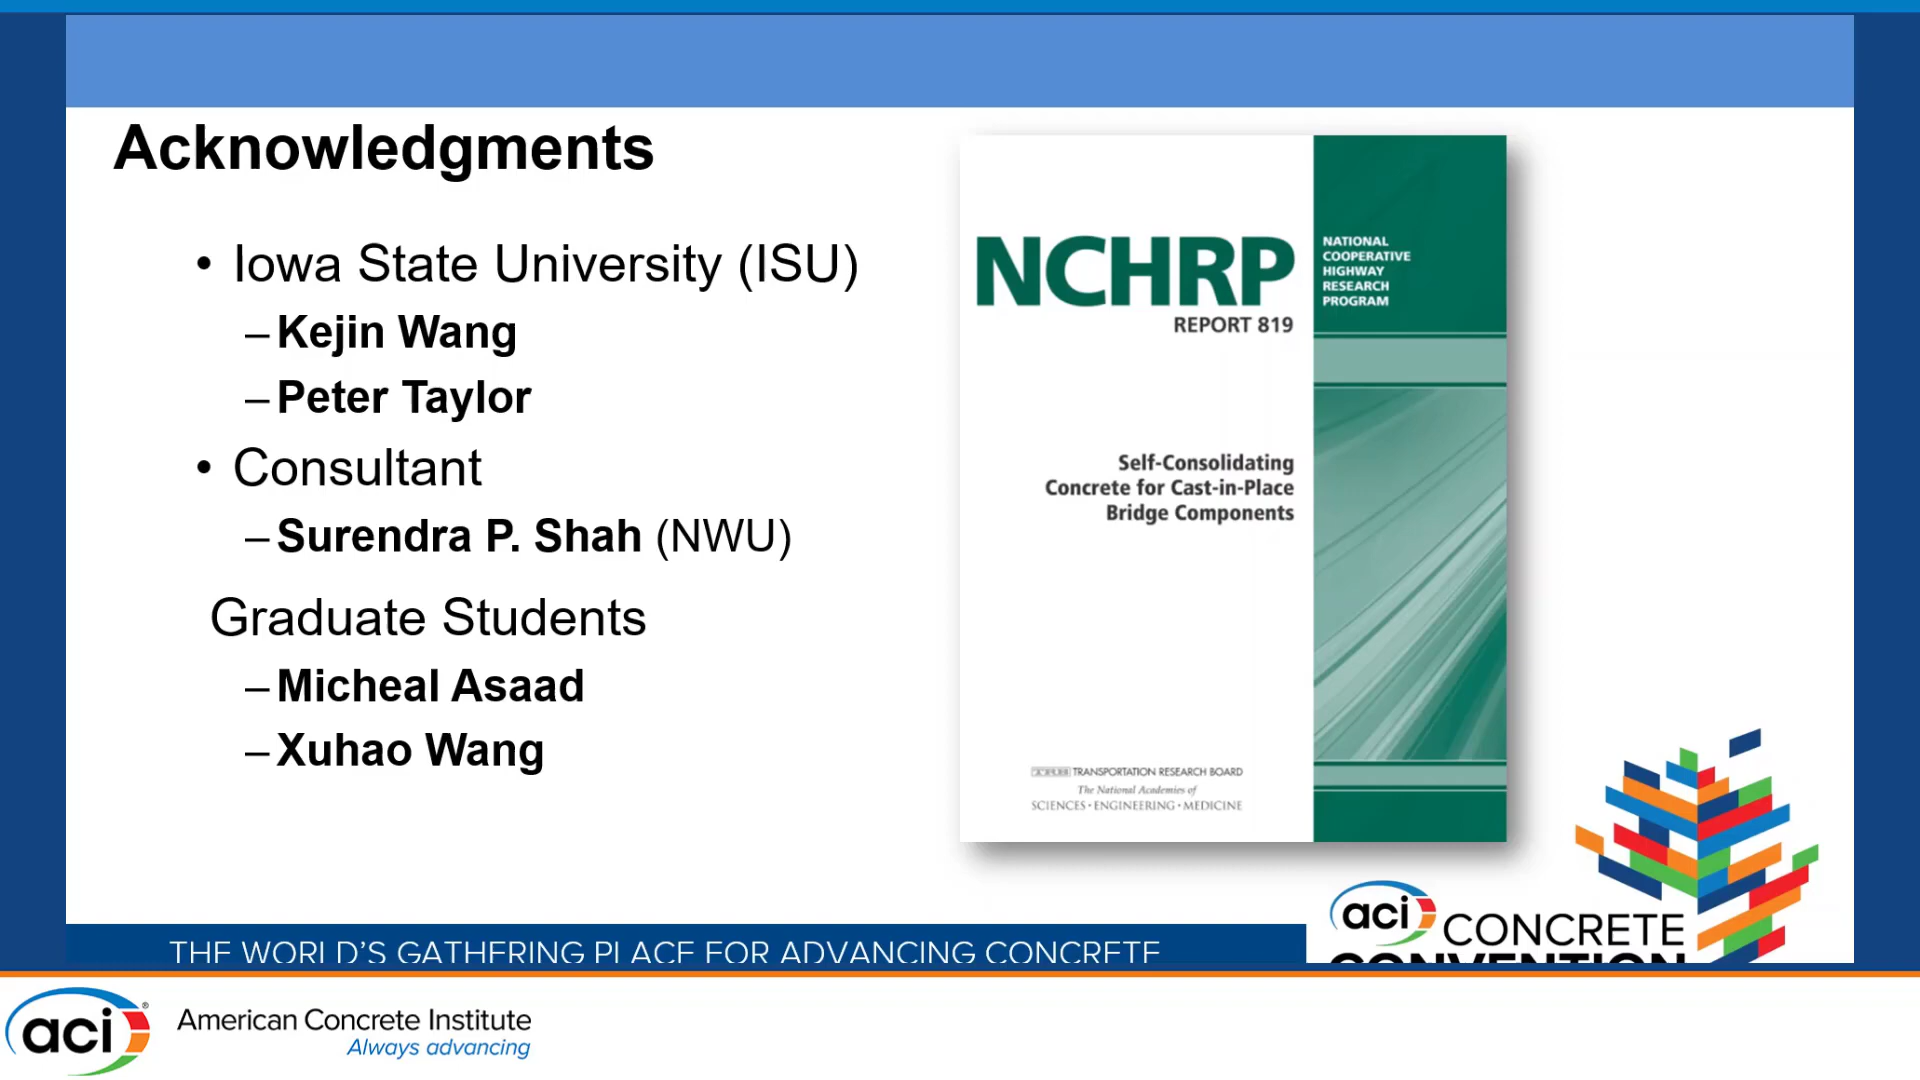 Acknowledgments
• Iowa State University (ISU)
– Kejin Wang
– Peter Taylor
• Consultant
– Surendra P. Shah (NWU)
Graduate Students
– Micheal Asaad
– Xuhao Wang
NCHRP
REPORT 819
NATIONAL
COOPERATIVE
HIGHWAY
RESEARCH
PROGRAM
Self-Consolidating
Concrete for Cast-in-Place
Bridge Components
TRB TRANSPORTATION RESEARCH BOARD
The National Academies of
SCIENCES • ENGINEERING • MEDICINE
THE WORLD'S GATHERING PLACE FOR ADVANCING CONCRETE
aci CONCRETE
CONVENTION
aci®
American Concrete Institute
Always advancing